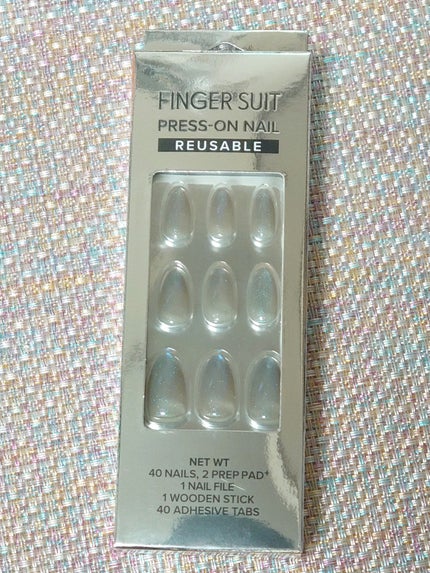 FINGER SUIT
PRESS-ON NAIL
REUSABLE
NET WT
40 NAILS, 2 PREP PAD+
1 NAIL FILE
1 WOODEN STICK
40 ADHESIVE TABS